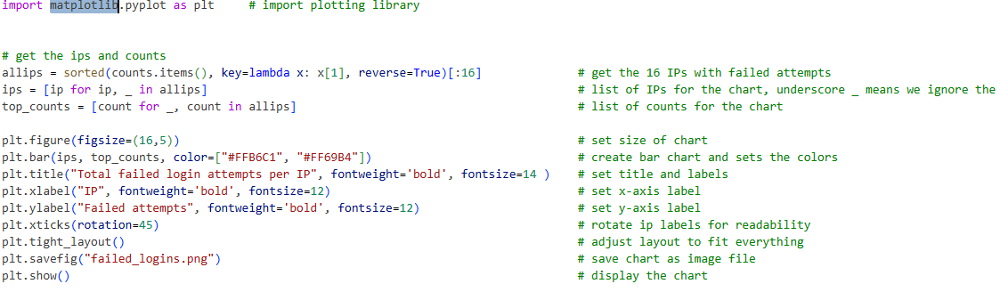 import matplotlib.pyplot as plt     # import plotting library
# get the ips and counts
allips = sorted(counts.items(), key=lambda x: x[1], reverse=True)[:16]              # get the 16 IPs with failed attempts
ips = [ip for ip, _ in allips]                                                      # list of IPs for the chart, underscore _ means we ignore the
top_counts = [count for _, count in allips]                                         # list of counts for the chart
plt.figure(figsize=(16,5))                                                          # set size of chart
plt.bar(ips, top_counts, color=["#FFB6C1", "#FF69B4"])                              # create bar chart and sets the colors
plt.title("Total failed login attempts per IP", fontweight='bold', fontsize=14 )    # set title and labels
plt.xlabel("IP", fontweight='bold', fontsize=12)                                    # set x-axis label
plt.ylabel("Failed attempts", fontweight='bold', fontsize=12)                       # set y-axis label
plt.xticks(rotation=45)                                                             # rotate ip labels for readability
plt.tight_layout()                                                                  # adjust layout to fit everything
plt.savefig("failed_logins.png")                                                    # save chart as image file
plt.show()                                                                          # display the chart